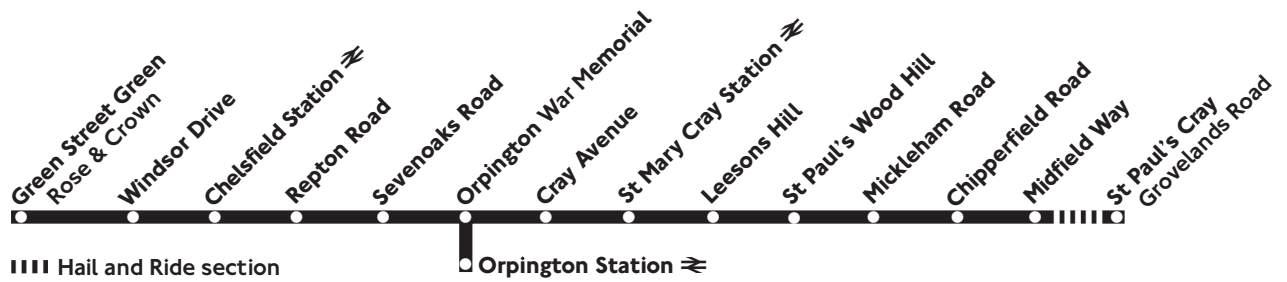 Green Street Green
Rose & Crown
Windsor Drive
Chelsfield Station
Repton Road
Sevenoaks Road
Orpington War Memorial
Cray Avenue
St Mary Cray Station
Leesons Hill
St Paul's Wood Hill
Mickleham Road
Chipperfield Road
Midfield Way
St Paul's Cray
Grovelands Road
Hail and Ride section
Orpington Station